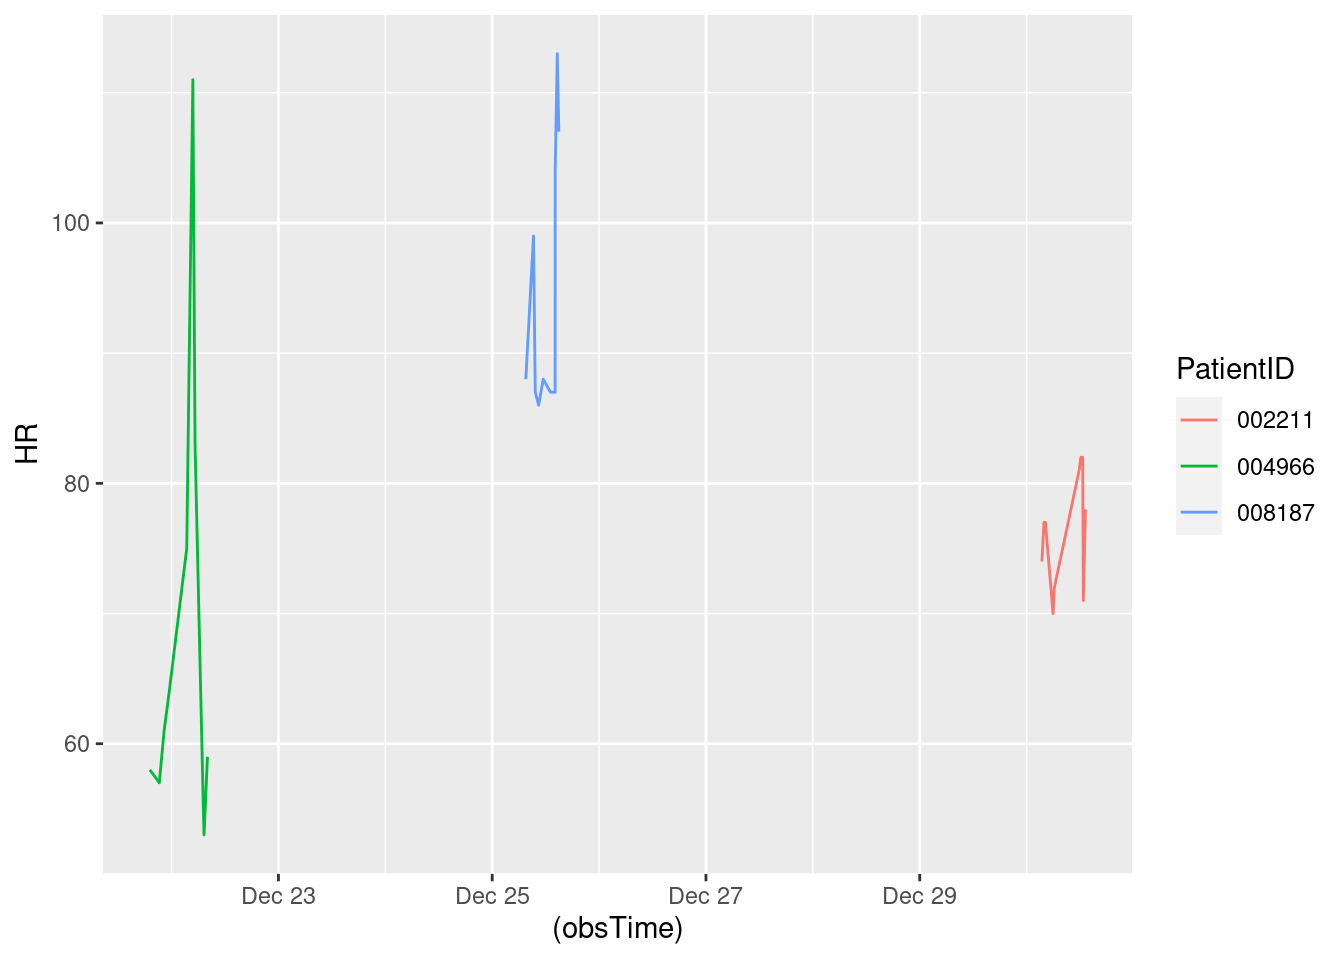 HR
100
80
60
Dec 23
Dec 25
Dec 27
Dec 29
(obsTime)
PatientID
002211
004966
008187